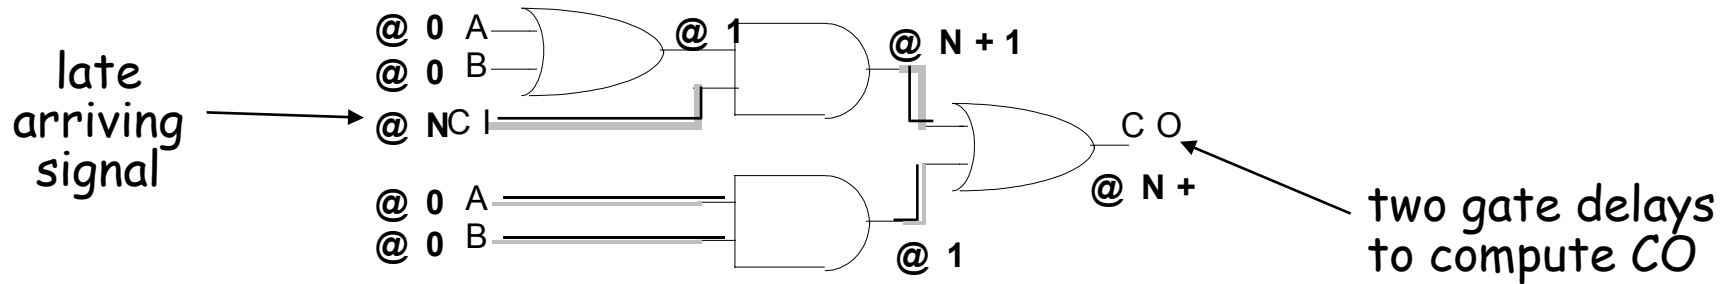 @ 0 A
@ 1
@ N + 1
@ 0 B
late
arriving
signal
@ N C I
C O
@ N +
@ 0 A
@ 0 B
@ 1
two gate delays
to compute CO